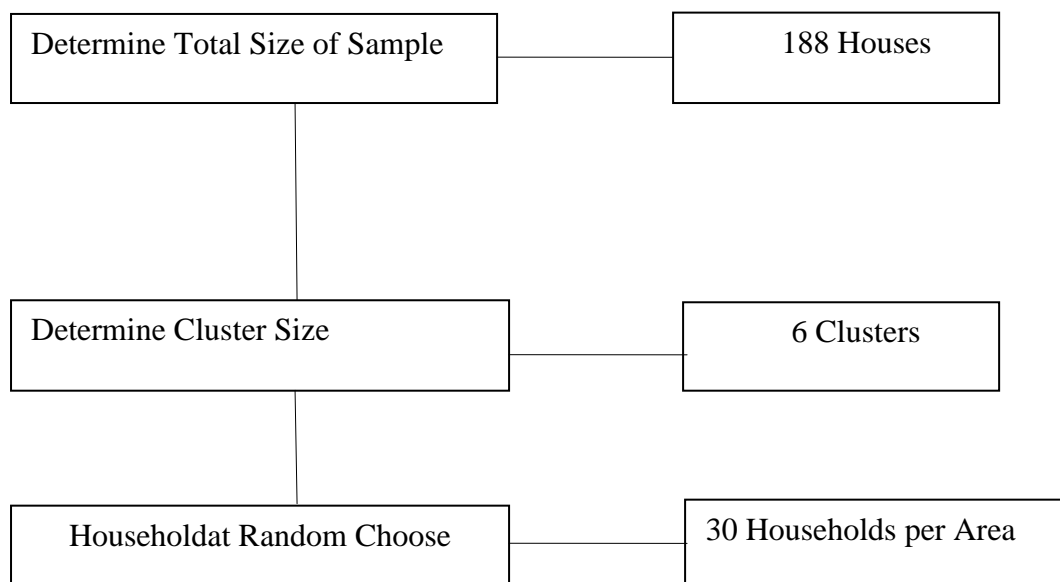 Determine Total Size of Sample
188 Houses
Determine Cluster Size
6 Clusters
Householdat Random Choose
30 Households per Area